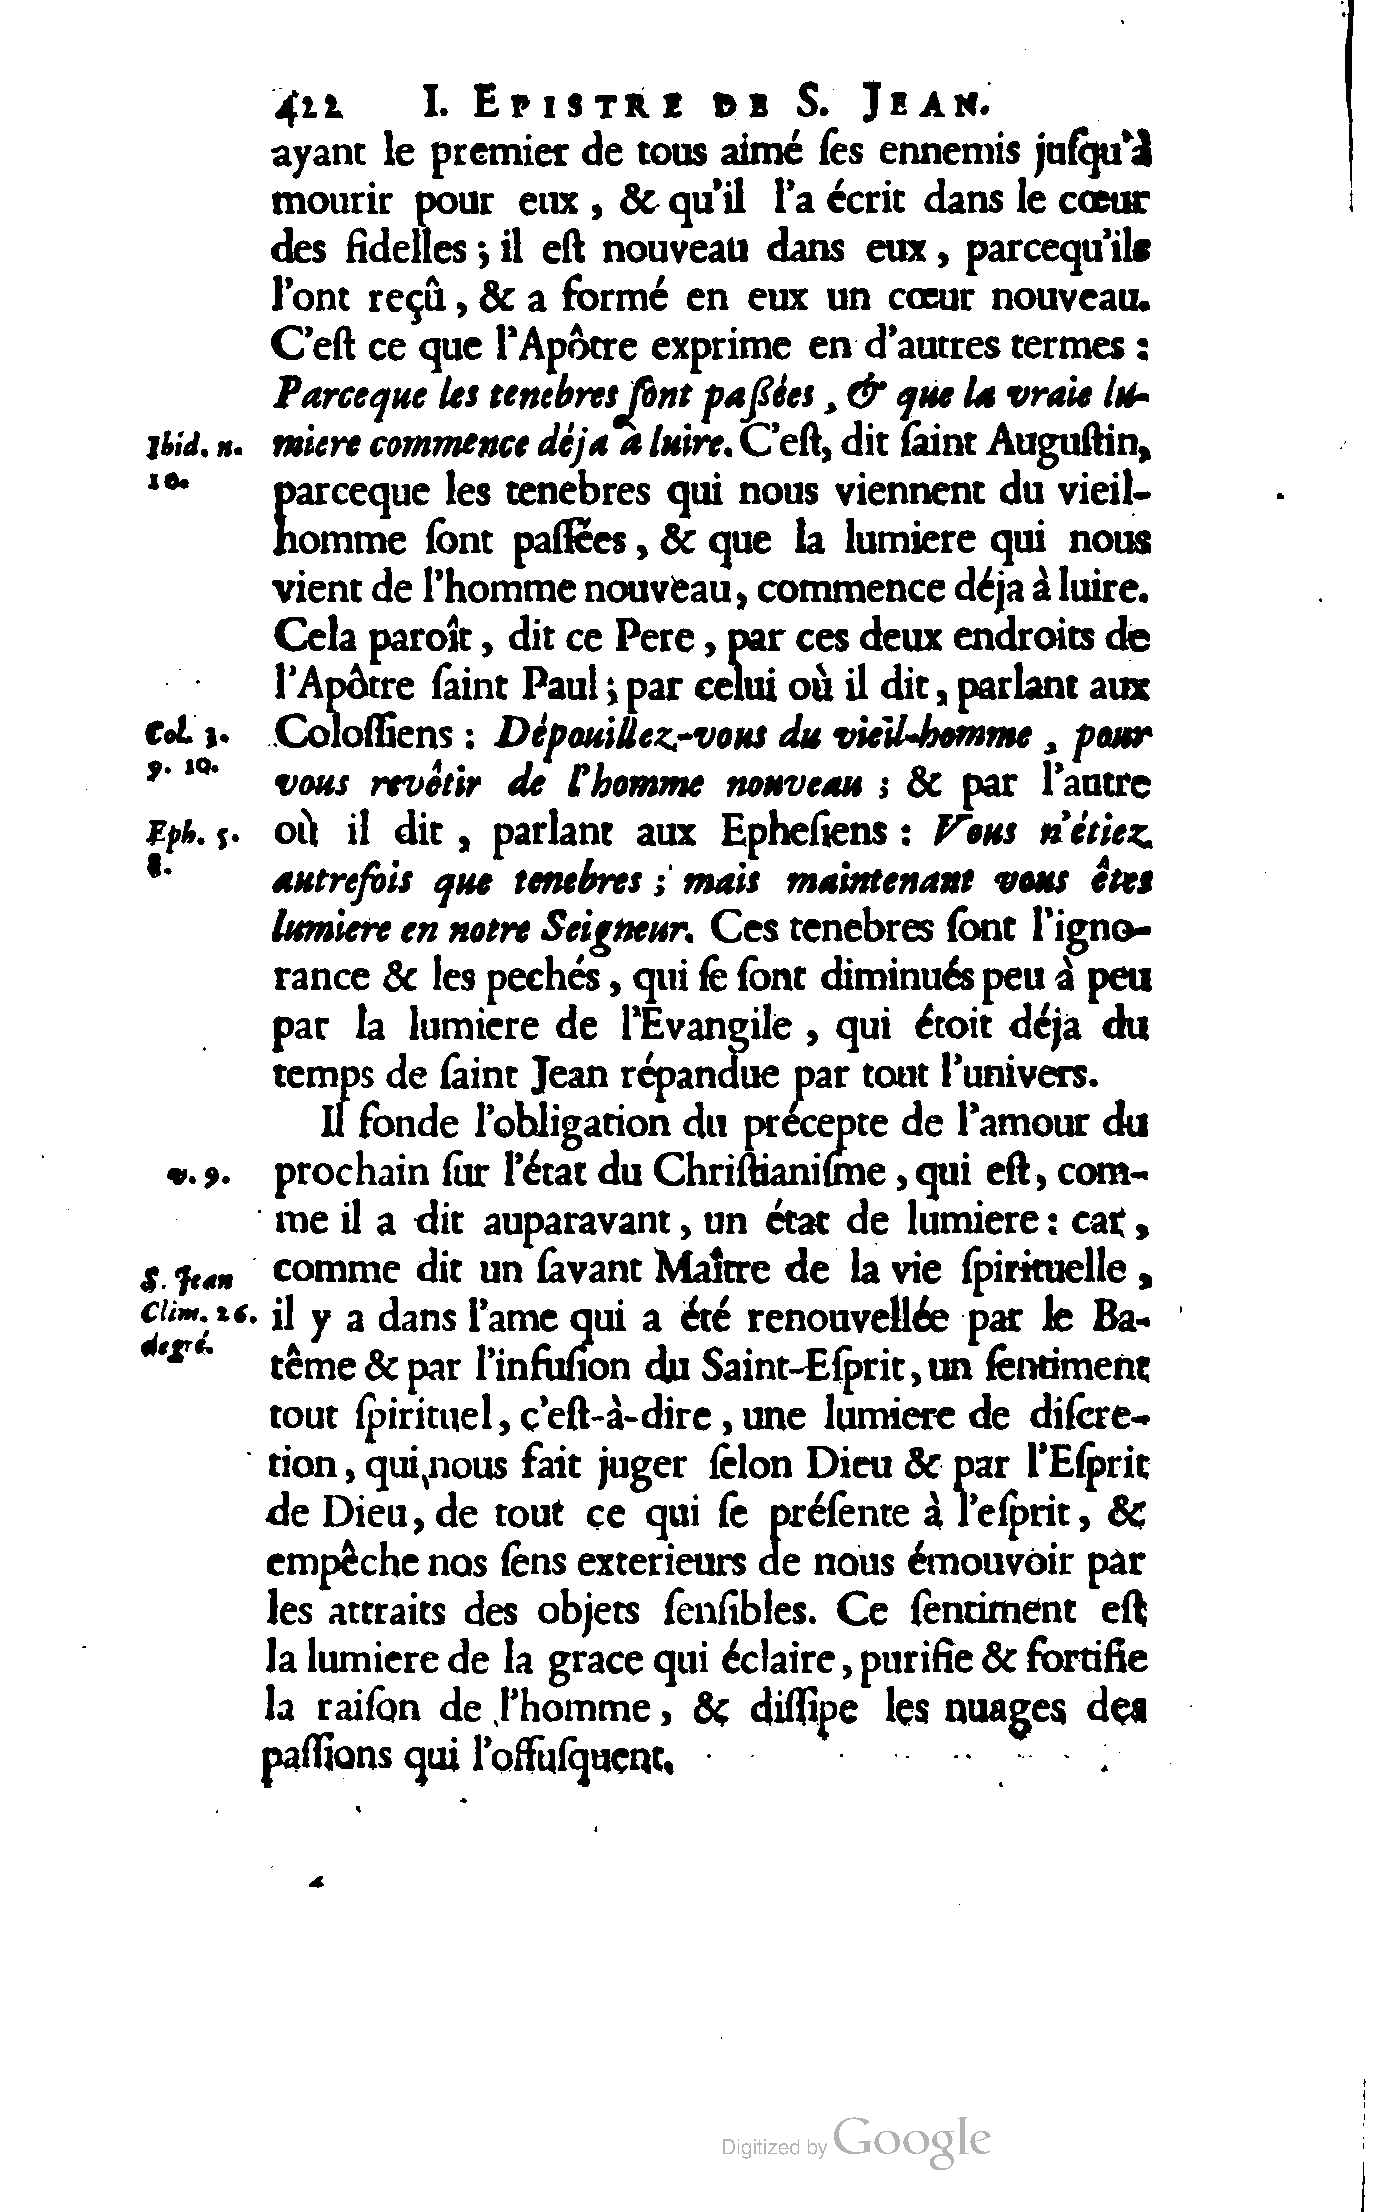 422 I. EPISTRE DE S. JEAN.
ayant le premier de tous aimé ſes ennemis juſqu'à
mourir pour eux, & qu'il l'a écrit dans le cœur
des fidelles; il eſt nouveau dans eux, parcequ'ils
l'ont reçû, & a formé en eux un cœur nouveau.
C'eſt ce que l'Apôtre exprime en d'autres termes :
Parceque les tenebres ſont paſſées, & que la vraie lu-
Ibid. n. miere commence déja à luire. C'eſt, dit ſaint Auguſtin,
10. parceque les tenebres qui nous viennent du vieil-
homme ſont paſſées, & que la lumiere qui nous
vient de l'homme nouveau, commence déja à luire.
Cela paroît, dit ce Pere, par ces deux endroits de
l'Apôtre ſaint Paul; par celui où il dit, parlant aux
Col. 3. Coloſſiens : Dépouillez-vous du vieil-homme, pour
9. 10. vous revêtir de l'homme nouveau; & par l'autre
Eph. 5. où il dit, parlant aux Epheſiens : Vous n'étiez
8. autrefois que tenebres; mais maintenant vous êtes
lumiere en notre Seigneur. Ces tenebres ſont l'igno-
rance & les pechés, qui ſe ſont diminués peu à peu
par la lumiere de l'Evangile, qui étoit déja du
temps de ſaint Jean répandue par tout l'univers.
Il fonde l'obligation du précepte de l'amour du
v. 9. prochain ſur l'état du Chriſtianiſme, qui eſt, com-
me il a dit auparavant, un état de lumiere : car,
S. Jean comme dit un ſavant Maître de la vie ſpirituelle,
Clim. 26. il y a dans l'ame qui a été renouvellée par le Ba-
degré. tême & par l'infuſion du Saint-Eſprit, un ſentiment
tout ſpirituel, c'eſt-à-dire, une lumiere de diſcre-
tion, qui nous fait juger ſelon Dieu & par l'Eſprit
de Dieu, de tout ce qui ſe préſente à l'eſprit, &
empêche nos ſens exterieurs de nous émouvoir par
les attraits des objets ſenſibles. Ce ſentiment eſt
la lumiere de la grace qui éclaire, purifie & fortifie
la raiſon de l'homme, & diſſipe les nuages des
paſſions qui l'offuſquent.
Digitized by Google